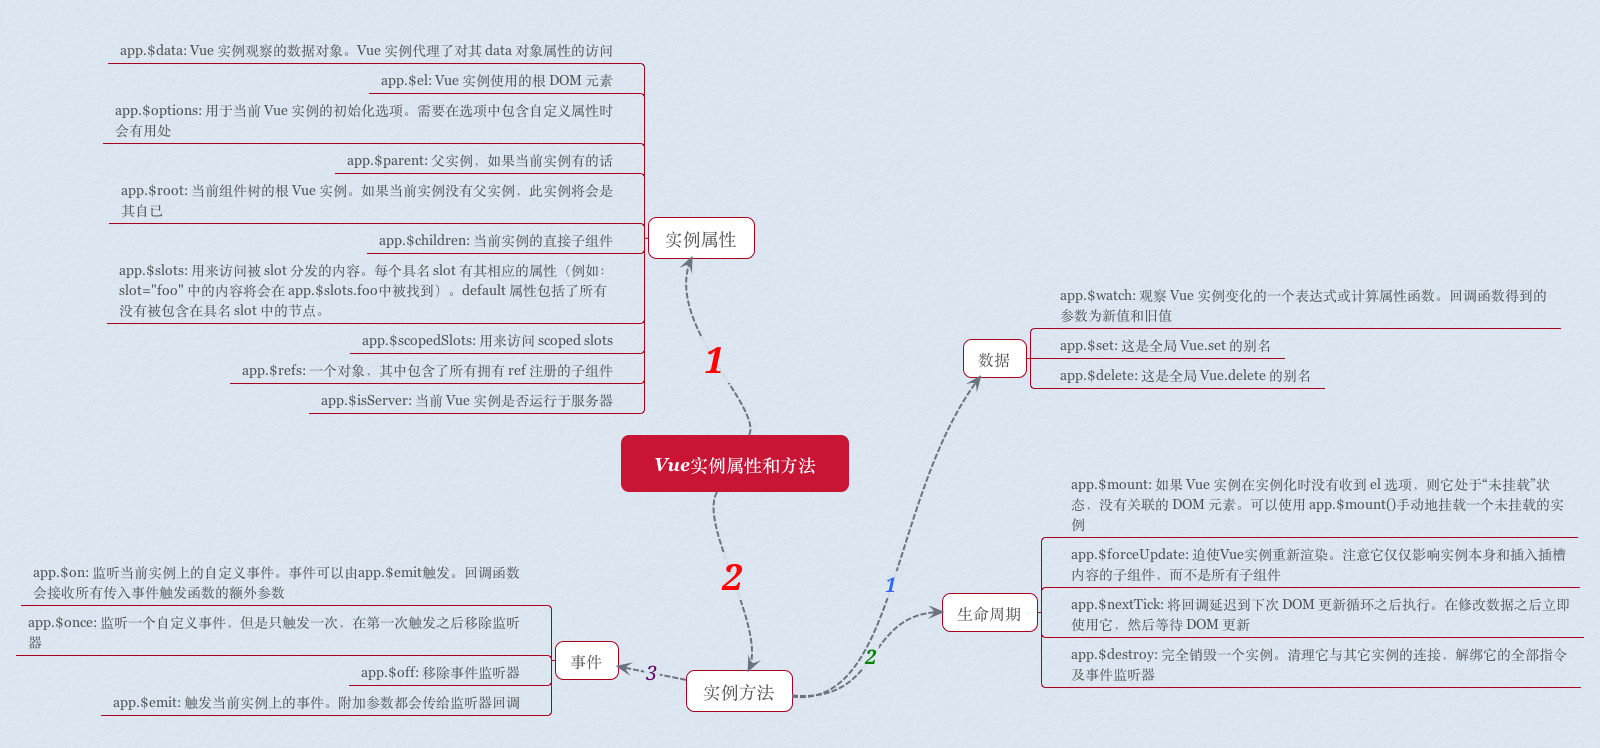 Vue实例属性和方法
1
实例属性
app.$data: Vue 实例观察的数据对象。Vue 实例代理了对其 data 对象属性的访问
app.$el: Vue 实例使用的根 DOM 元素
app.$options: 用于当前 Vue 实例的初始化选项。需要在选项中包含自定义属性时
会有用处
app.$parent: 父实例，如果当前实例有的话
app.$root: 当前组件树的根 Vue 实例。如果当前实例没有父实例，此实例将会是
其自已
app.$children: 当前实例的直接子组件
app.$slots: 用来访问被 slot 分发的内容。每个具名 slot 有其相应的属性（例如：
slot="foo" 中的内容将会在 app.$slots.foo中被找到）。default 属性包括了所有
没有被包含在具名 slot 中的节点。
app.$scopedSlots: 用来访问 scoped slots
app.$refs: 一个对象，其中包含了所有拥有 ref 注册的子组件
app.$isServer: 当前 Vue 实例是否运行于服务器
2
实例方法
1
数据
app.$watch: 观察 Vue 实例变化的一个表达式或计算属性函数。回调函数得到的
参数为新值和旧值
app.$set: 这是全局 Vue.set 的别名
app.$delete: 这是全局 Vue.delete 的别名
2
生命周期
app.$mount: 如果 Vue 实例在实例化时没有收到 el 选项，则它处于“未挂载”状
态，没有关联的 DOM 元素。可以使用 app.$mount()手动地挂载一个未挂载的实
例
app.$forceUpdate: 迫使Vue实例重新渲染。注意它仅仅影响实例本身和插入插槽
内容的子组件，而不是所有子组件
app.$nextTick: 将回调延迟到下次 DOM 更新循环之后执行。在修改数据之后立即
使用它，然后等待 DOM 更新
app.$destroy: 完全销毁一个实例。清理它与其它实例的连接，解绑它的全部指令
及事件监听器
3
事件
app.$on: 监听当前实例上的自定义事件。事件可以由app.$emit触发。回调函数
会接收所有传入事件触发函数的额外参数
app.$once: 监听一个自定义事件，但是只触发一次，在第一次触发之后移除监听
器
app.$off: 移除事件监听器
app.$emit: 触发当前实例上的事件。附加参数都会传给监听器回调